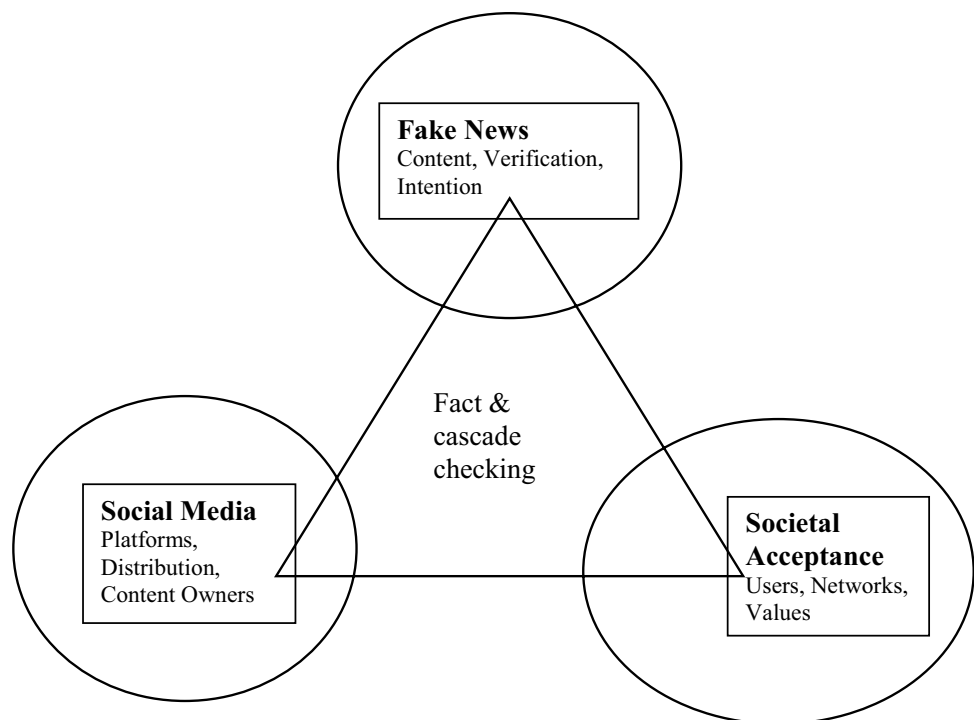 Fake News
Content, Verification,
Intention
Fact &
cascade
checking
Social Media
Platforms,
Distribution,
Content Owners
Societal
Acceptance
Users, Networks,
Values